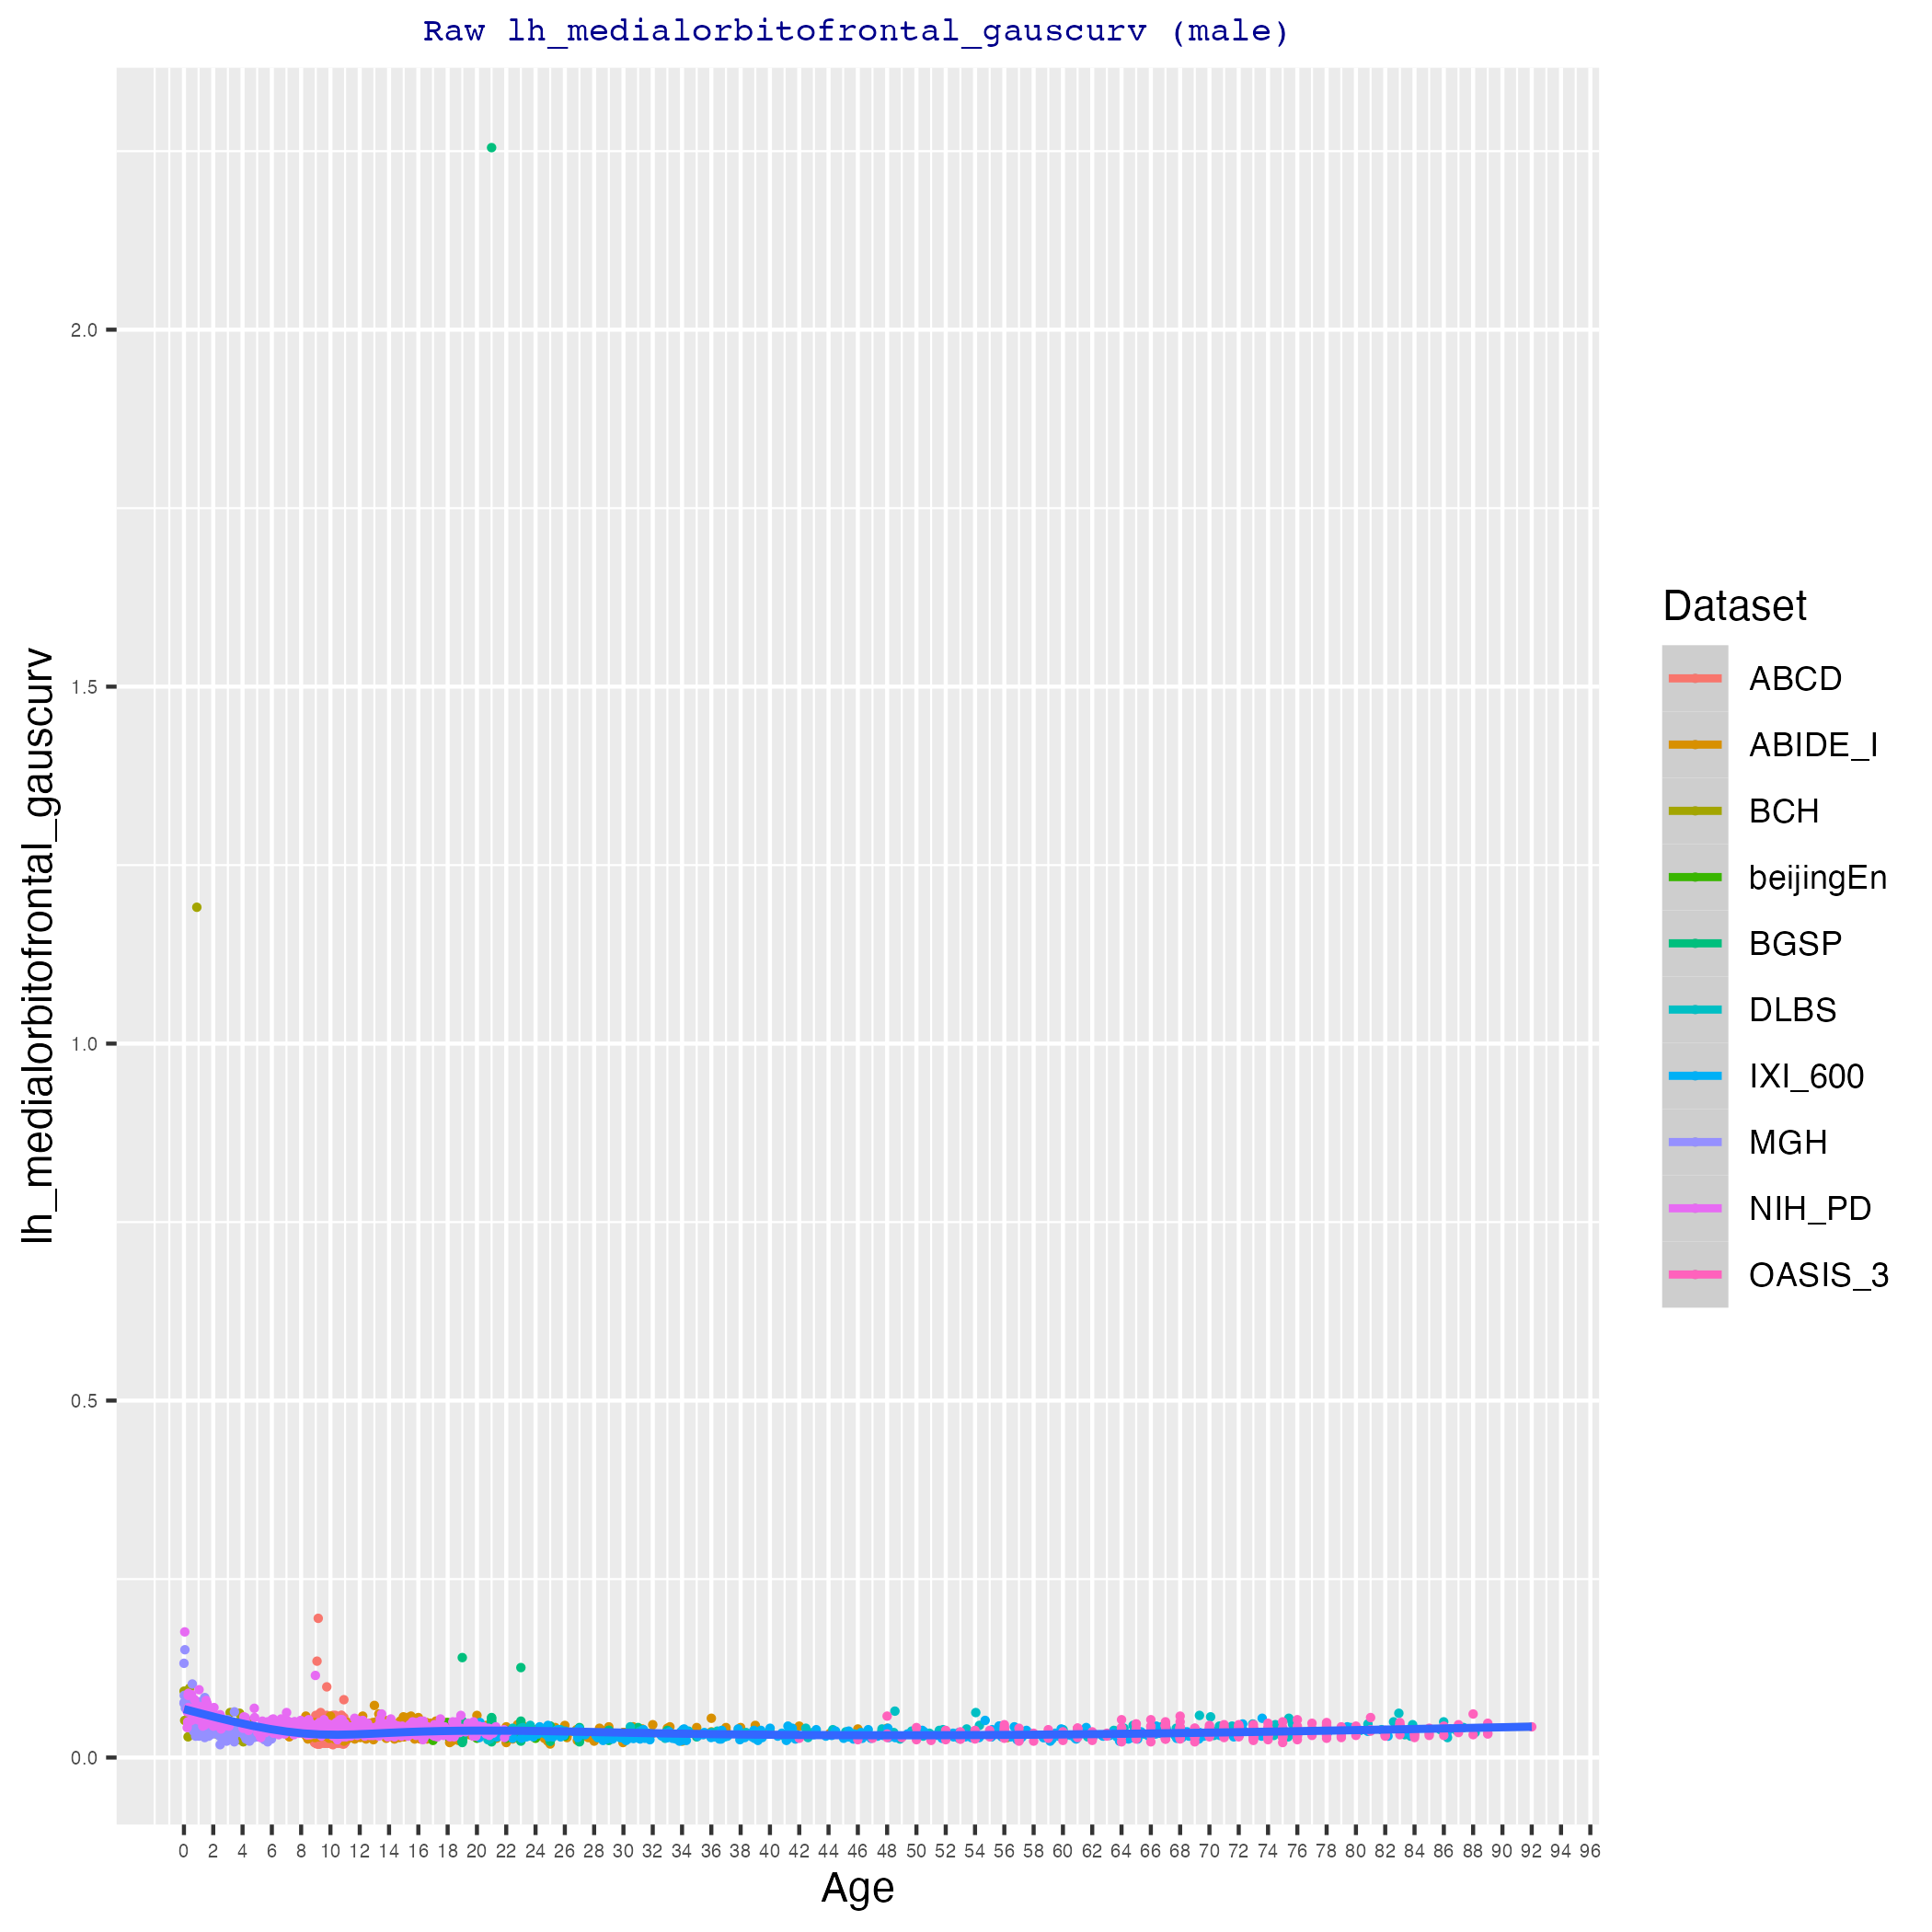 Raw lh_medialorbitofrontal_gauscurv (male)
lh_medialorbitofrontal_gauscurv
2.0
1.5
1.0
0.5
0.0
0 2 4 6 8 10 12 14 16 18 20 22 24 26 28 30 32 34 36 38 40 42 44 46 48 50 52 54 56 58 60 62 64 66 68 70 72 74 76 78 80 82 84 86 88 90 92 94 96
Age
Dataset
ABCD
ABIDE_I
BCH
beijingEn
BGSP
DLBS
IXI_600
MGH
NIH_PD
OASIS_3